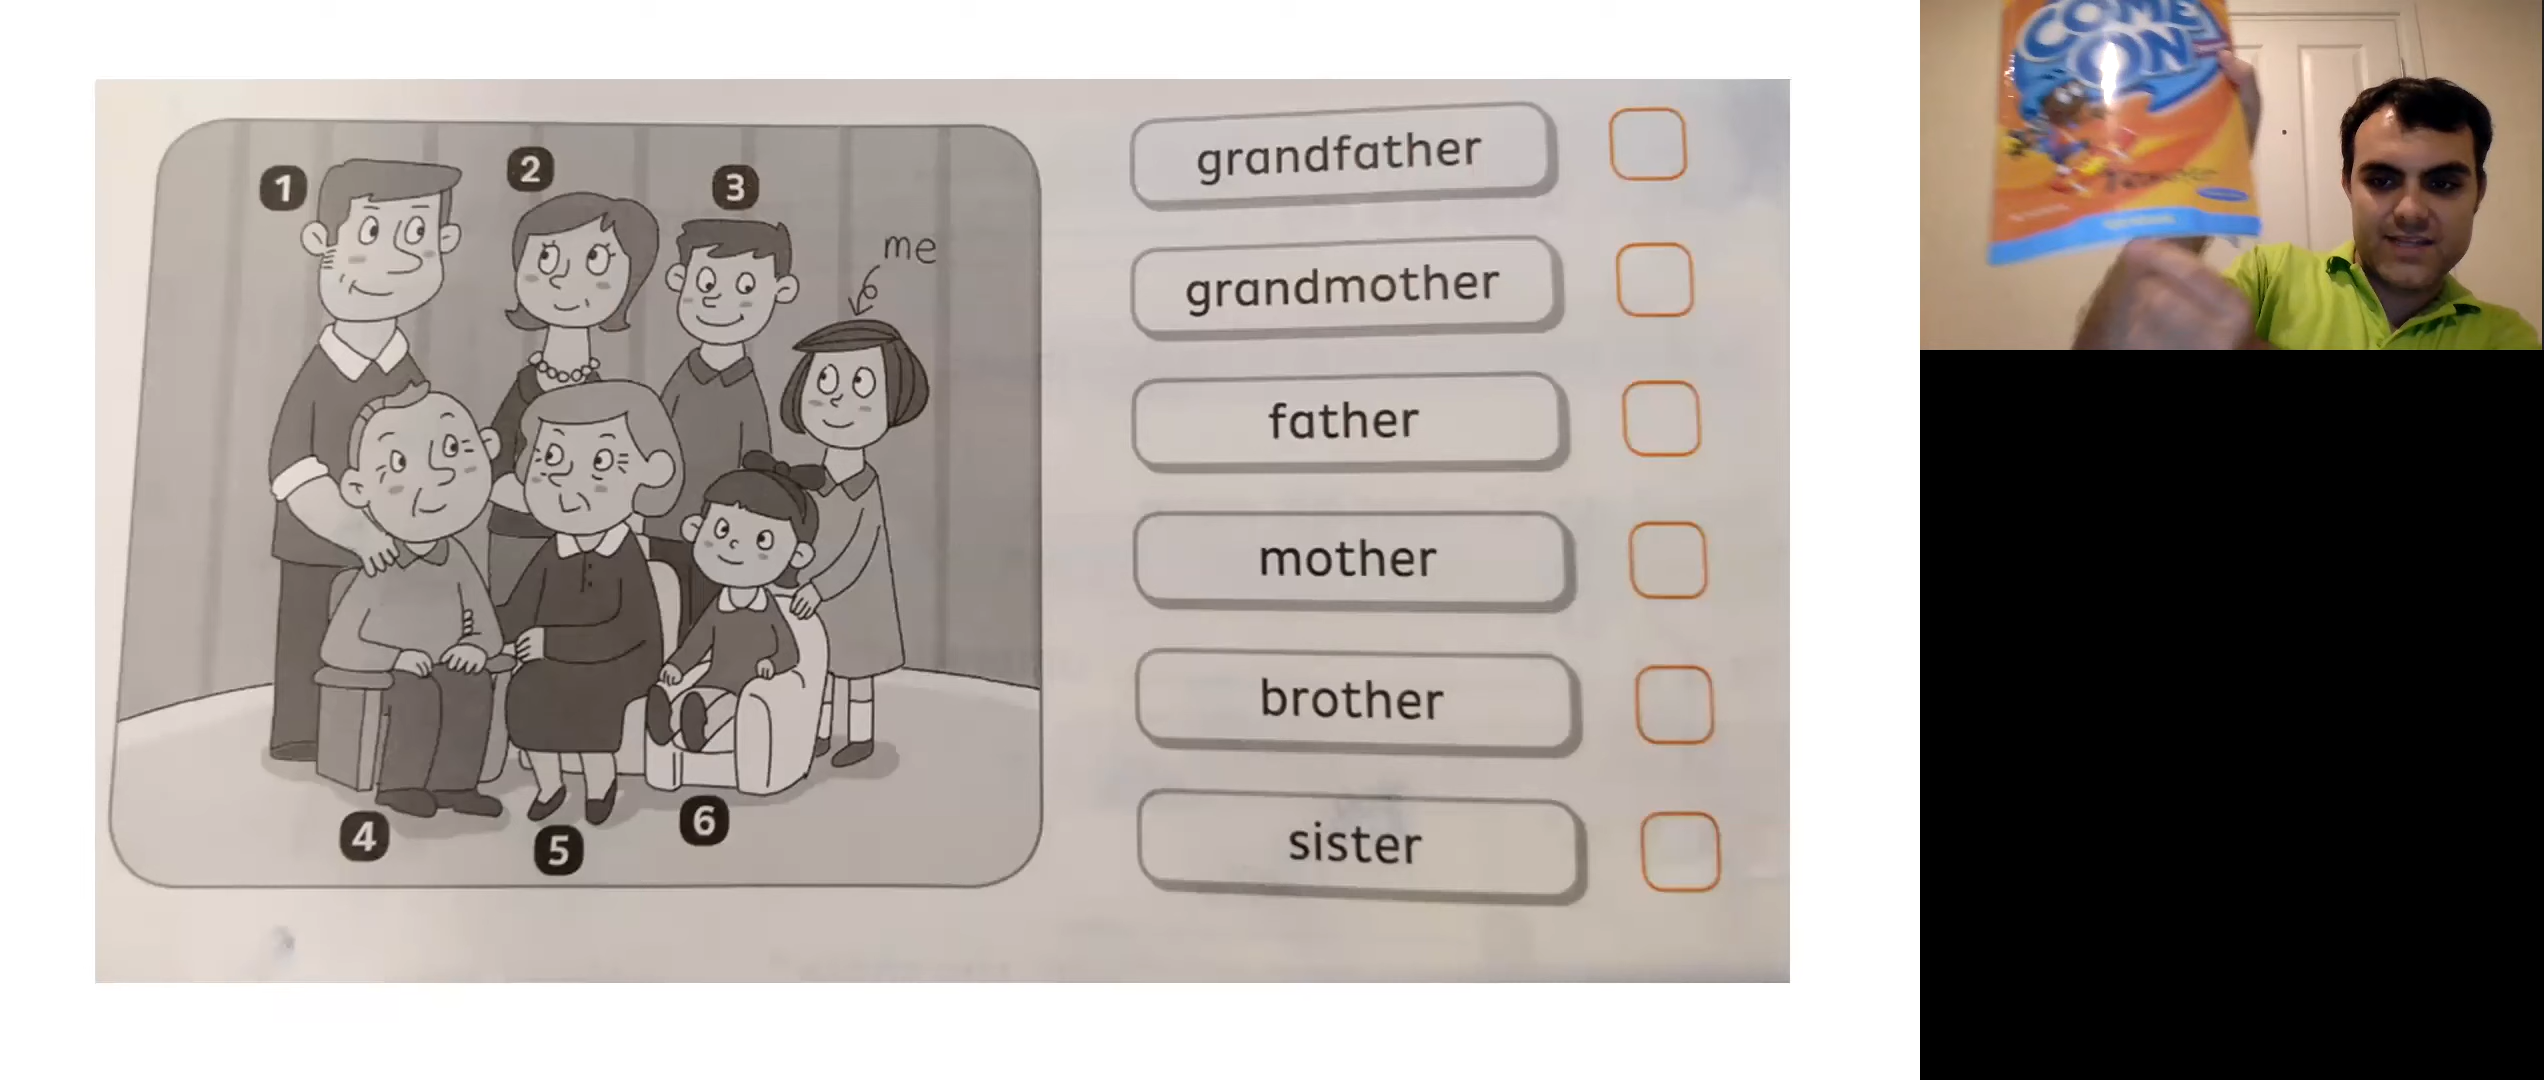 1
2
3
me
4
5
6
grandfather
grandmother
father
mother
brother
sister
COME
ON